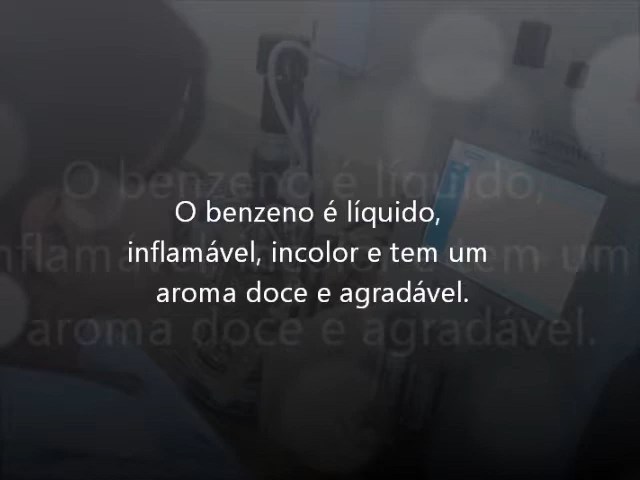 O benzeno é líquido,
inflamável, incolor e tem um
aroma doce e agradável.